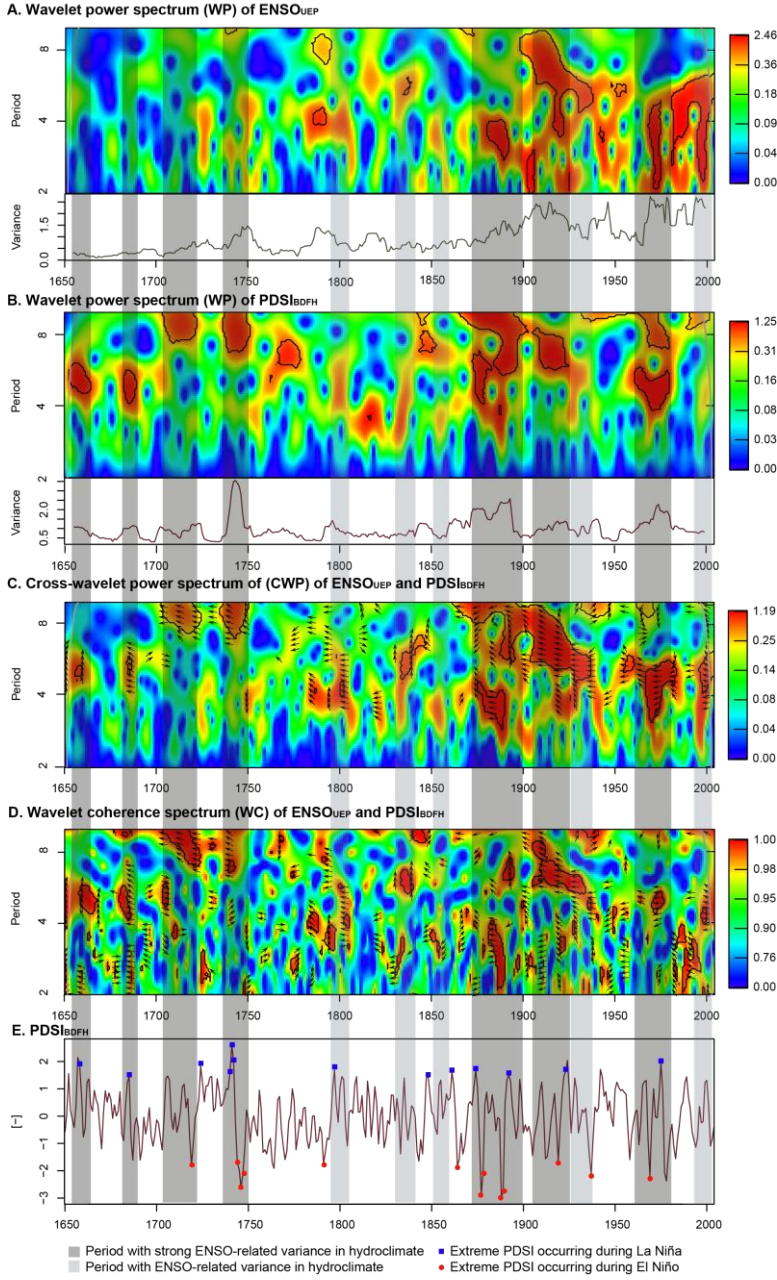 A. Wavelet power spectrum (WP) of ENSOUEP
8
4
2
Period
2.46
1.00
0.64
0.46
0.36
0.26
0.18
0.12
0.00
1.5
0.0
Variance
1650 1700 1750 1800 1850 1900 1950 2000
B. Wavelet power spectrum (WP) of PDSIBDFH
8
4
Period
1.25
0.31
0.16
0.08
0.03
0.00
2
2.0
0.5
Variance
1650 1700 1750 1800 1850 1900 1950 2000
C. Cross-wavelet power spectrum of (CWP) of ENSOUEP and PDSIBDFH
8
4
2
Period
1.19
0.25
0.14
0.08
0.04
0.00
1650 1700 1750 1800 1850 1900 1950 2000
D. Wavelet coherence spectrum (WC) of ENSOUEP and PDSIBDFH
8
4
2
Period
1.00
0.99
0.96
0.90
0.76
0.00
1650 1700 1750 1800 1850 1900 1950 2000
E. PDSIBDFH
2
1
0
-1
-2
-3
[-]
1650 1700 1750 1800 1850 1900 1950 2000
Period with strong ENSO-related variance in hydroclimate
Extreme PDSI occurring during La Niña
Period with ENSO-related variance in hydroclimate
Extreme PDSI occurring during El Niño